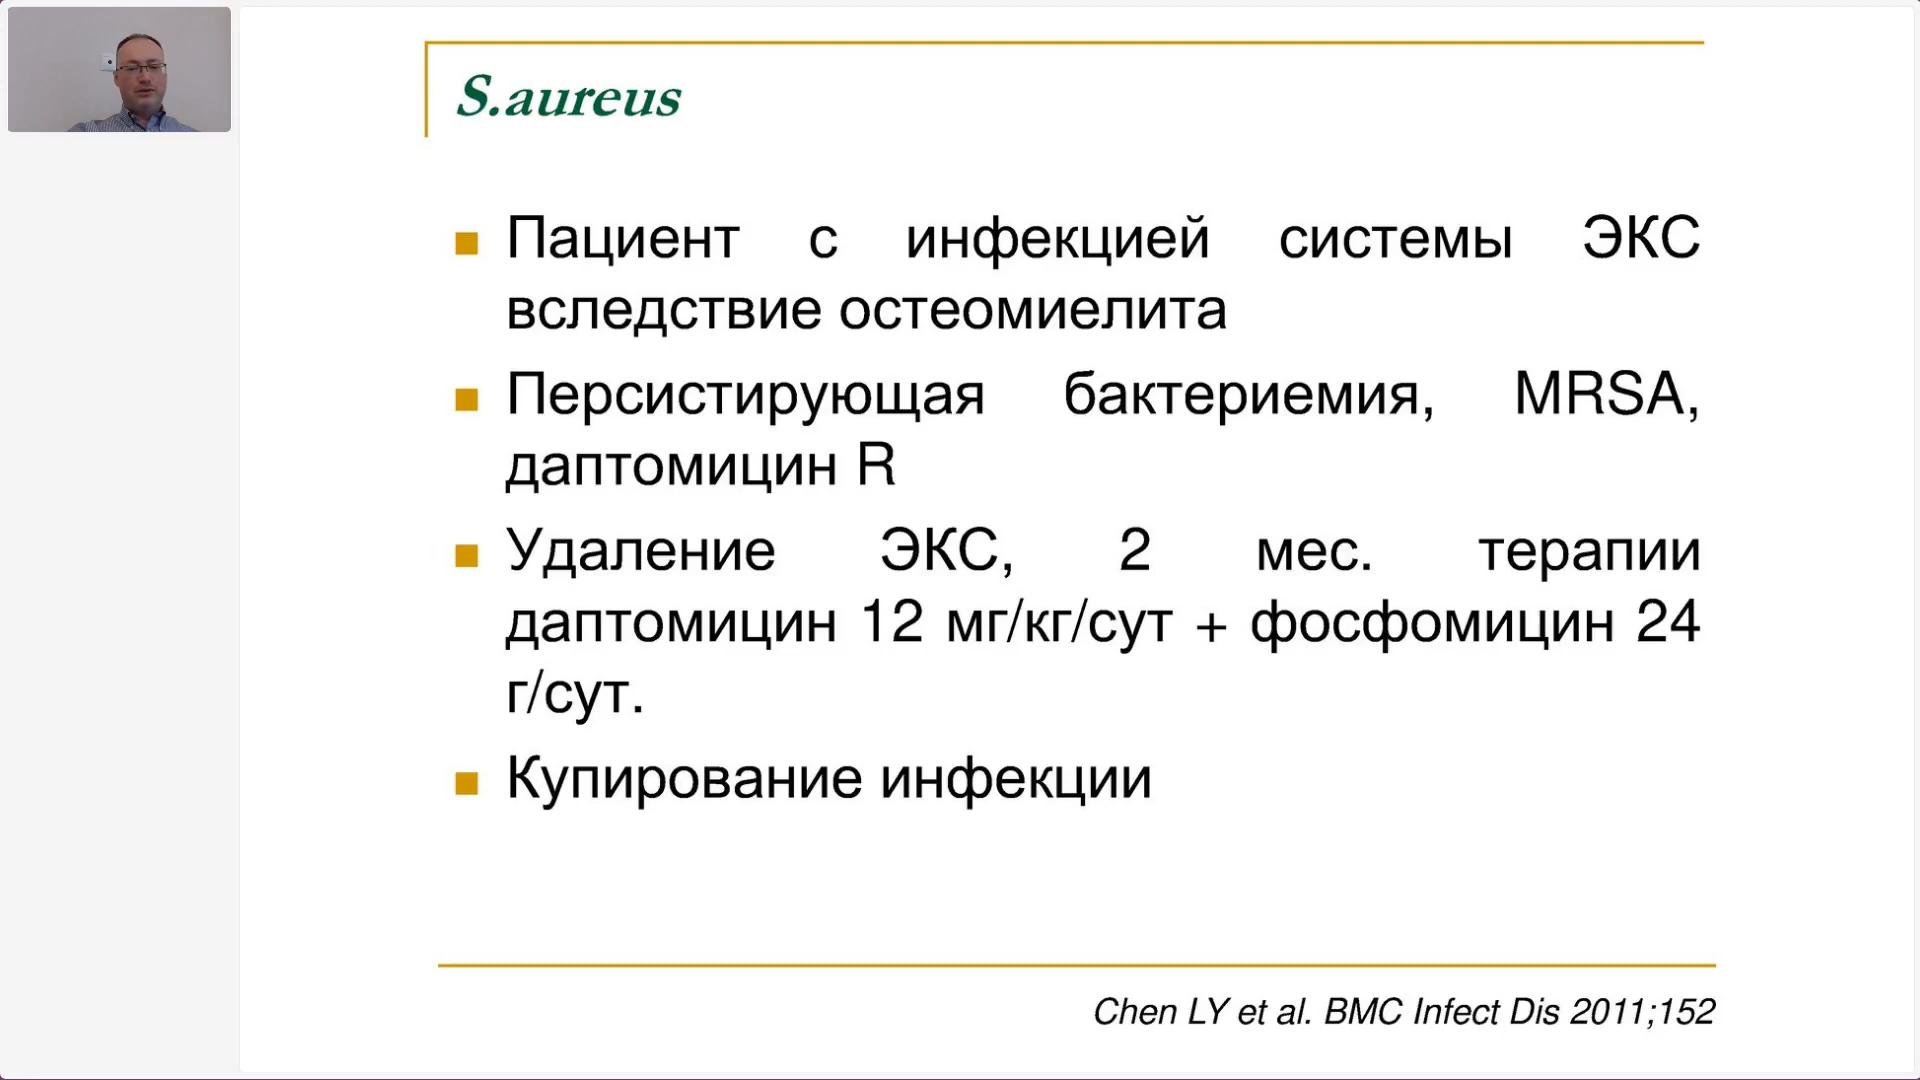 S.aureus
Пациент с инфекцией системы ЭКС
вследствие остеомиелита
Персистирующая бактериемия, MRSA,
даптомицин R
Удаление ЭКС, 2 мес. терапии
даптомицин 12 мг/кг/сут + фосфомицин 24
г/сут.
Купирование инфекции
Chen LY et al. BMC Infect Dis 2011;152